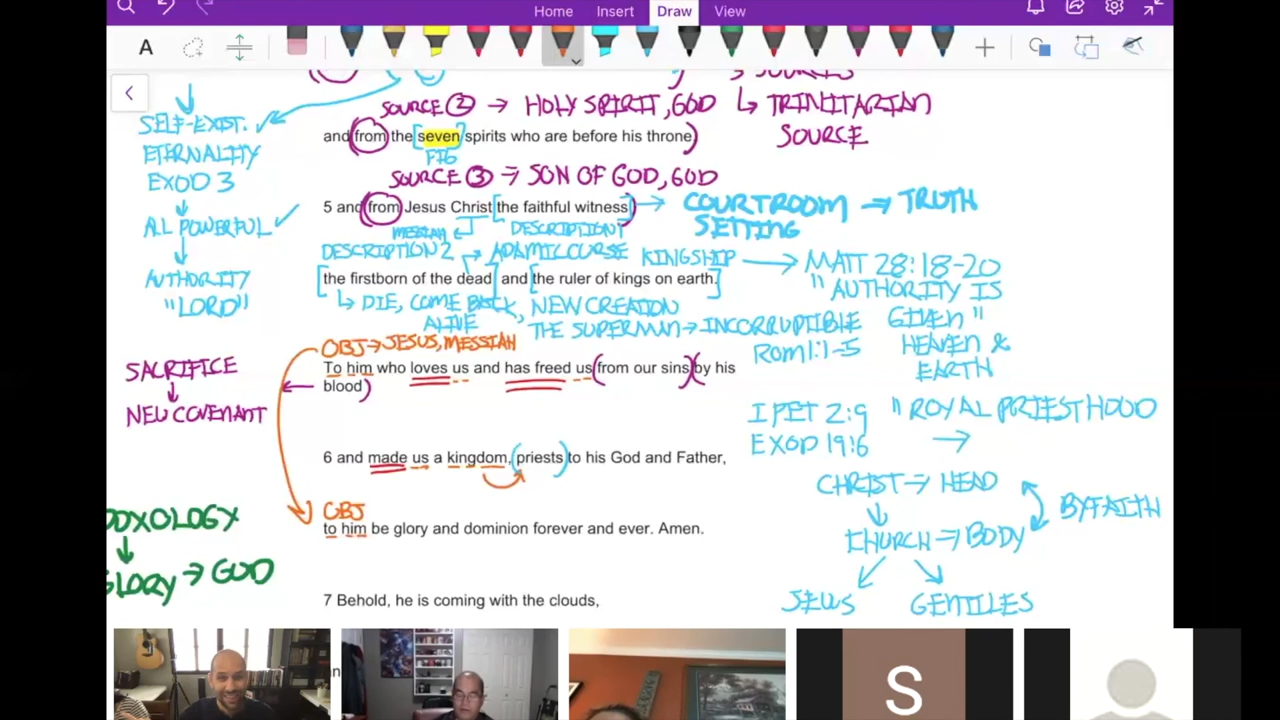 Home Insert Draw View
A
SOURCES
SOURCE 2 → HOLY SPIRIT, GOD ↳ TRINITARIAN
SOURCE
SELF-EXIST.
and from the seven spirits who are before his throne
ETERNALITY
FIG
EXOD 3
SOURCE 3 ⇒ SON OF GOD, GOD
5 and from Jesus Christ the faithful witness → COURTROOM ⇒ TRUTH
SETTING
ALL POWERFUL
MESSIAH DESCRIPTION 1
DESCRIPTION 2 → ADAMIC CURSE KINGSHIP → MATT 28:18-20
AUTHORITY
"LORD"
the firstborn of the dead and the ruler of kings on earth.
"AUTHORITY IS
GIVEN"
HEAVEN &
EARTH
↳ DIE, COME BACK, NEW CREATION
ALIVE THE SUPERMAN → INCORRUPTIBLE
Rom 1:1-5
OBJ → JESUS, MESSIAH
To him who loves us and has freed us (from our sins) (by his
blood)
SACRIFICE
↓
NEW COVENANT
I PET 2:9 "ROYAL PRIESTHOOD
EXOD 19:6 →
6 and made us a kingdom, (priests) to his God and Father,
CHRIST ⇒ HEAD
BY FAITH
CHURCH ⇒ BODY
JEWS GENTILES
OBJ
to him be glory and dominion forever and ever. Amen.
DOXOLOGY
↓
GLORY → GOD
7 Behold, he is coming with the clouds,
S